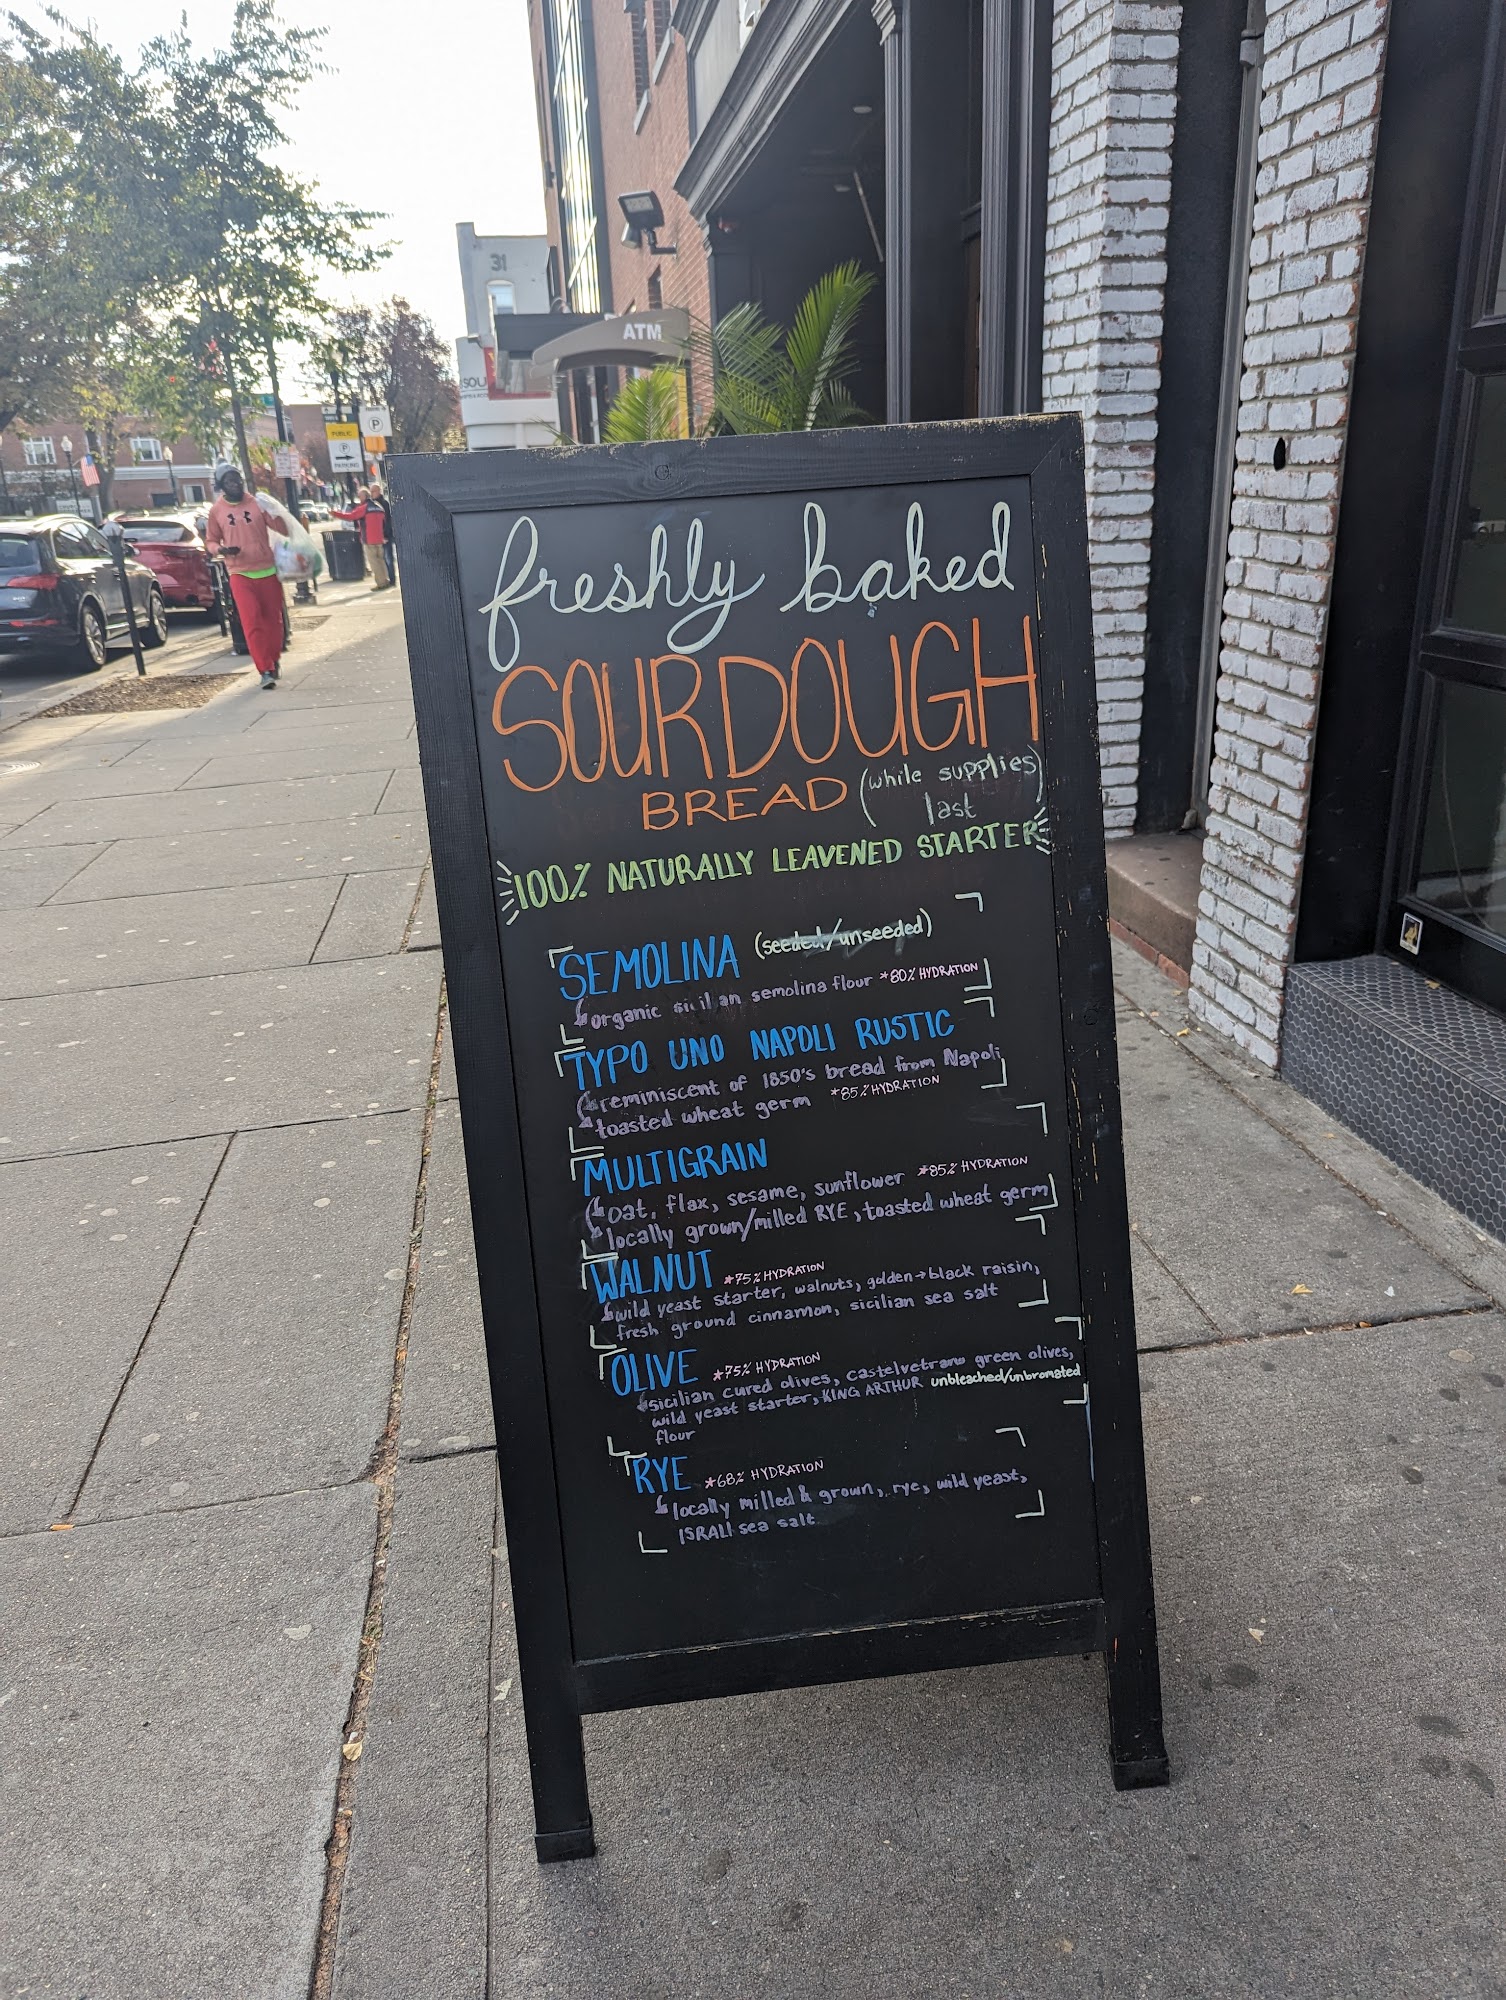 31
ATM
SOU
PUBLIC
P
PARKING
P
freshly baked
SOURDOUGH
BREAD (while supplies
last)
100% NATURALLY LEAVENED STARTER
SEMOLINA (seeded/unseeded)
organic sicilian semolina flour *80% HYDRATION
TYPO UNO NAPOLI RUSTIC
reminiscent of 1850's bread from Napoli
toasted wheat germ *85% HYDRATION
MULTIGRAIN
oat, flax, sesame, sunflower *85% HYDRATION
locally grown/milled RYE, toasted wheat germ
WALNUT *75% HYDRATION
wild yeast starter, walnuts, golden→black raisin,
fresh ground cinnamon, sicilian sea salt
OLIVE *75% HYDRATION
sicilian cured olives, castelvetrano green olives,
wild yeast starter, KING ARTHUR unbleached/unbromated
flour
RYE *68% HYDRATION
locally milled & grown, rye, wild yeast,
ISRALI sea salt